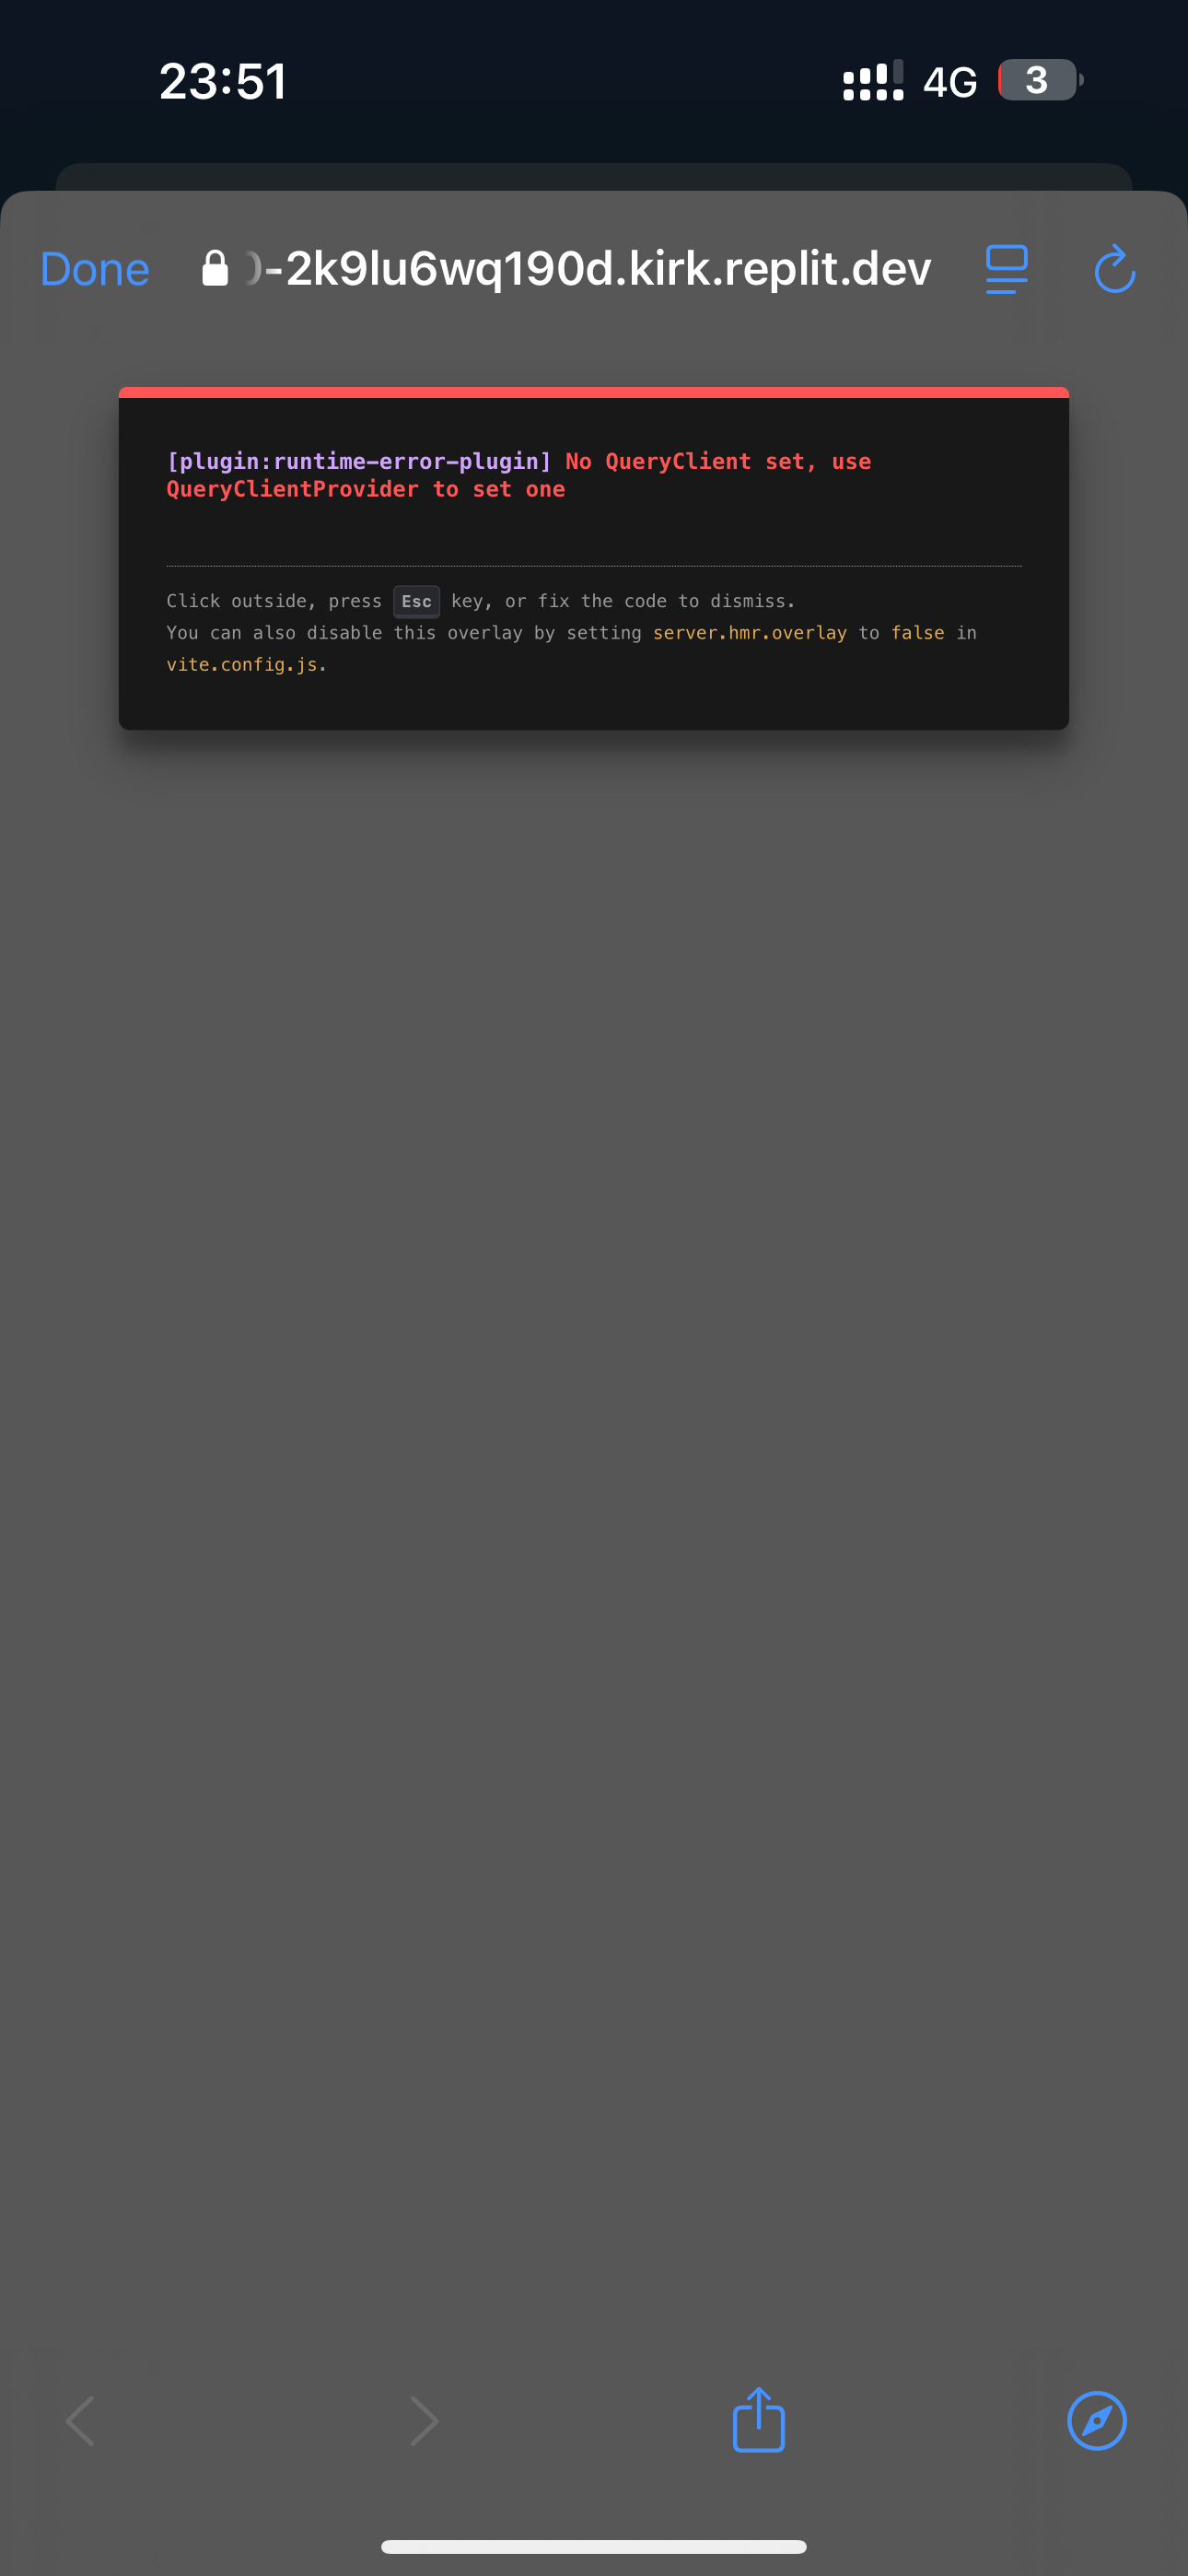 23:51 4G 3
Done -2k9lu6wq190d.kirk.replit.dev
[plugin:runtime-error-plugin] No QueryClient set, use
QueryClientProvider to set one
Click outside, press Esc key, or fix the code to dismiss.
You can also disable this overlay by setting server.hmr.overlay to false in
vite.config.js.